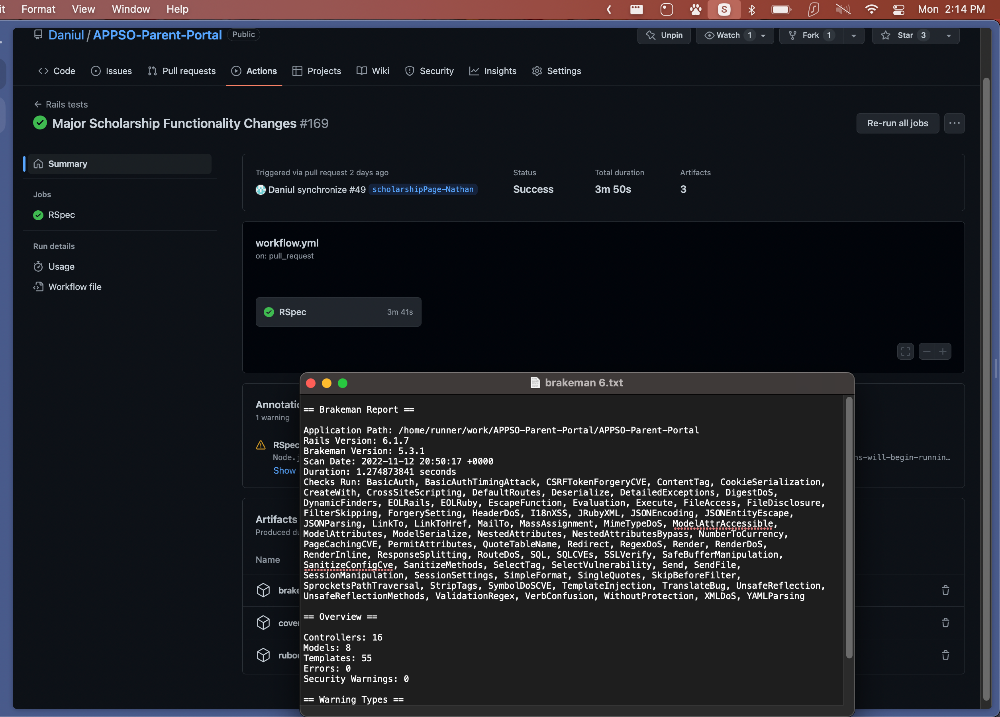 it Format View Window Help S Mon 2:14 PM
Daniul / APPSO-Parent-Portal Public Unpin Watch 1 Fork 1 Star 3
Code Issues Pull requests Actions Projects Wiki Security Insights Settings
Rails tests
Major Scholarship Functionality Changes #169
Re-run all jobs
Summary
Jobs
RSpec
Run details
Usage
Workflow file
Triggered via pull request 2 days ago
Daniul synchronize #49 scholarshipPage-Nathan
Status
Success
Total duration
3m 50s
Artifacts
3
workflow.yml
on: pull_request
RSpec 3m 41s
Annotatio
1 warning
RSpec
Node.j
ns-will-begin-runnin…
Show
Artifacts
Produced du
Name
brake
cover
ruboc
brakeman 6.txt
== Brakeman Report ==
Application Path: /home/runner/work/APPSO-Parent-Portal/APPSO-Parent-Portal
Rails Version: 6.1.7
Brakeman Version: 5.3.1
Scan Date: 2022-11-12 20:50:17 +0000
Duration: 1.274873841 seconds
Checks Run: BasicAuth, BasicAuthTimingAttack, CSRFTokenForgeryCVE, ContentTag, CookieSerialization,
CreateWith, CrossSiteScripting, DefaultRoutes, Deserialize, DetailedExceptions, DigestDoS,
DynamicFinders, EOLRails, EOLRuby, EscapeFunction, Evaluation, Execute, FileAccess, FileDisclosure,
FilterSkipping, ForgerySetting, HeaderDoS, I18nXSS, JRubyXML, JSONEncoding, JSONEntityEscape,
JSONParsing, LinkTo, LinkToHref, MailTo, MassAssignment, MimeTypeDoS, ModelAttrAccessible,
ModelAttributes, ModelSerialize, NestedAttributes, NestedAttributesBypass, NumberToCurrency,
PageCachingCVE, PermitAttributes, QuoteTableName, Redirect, RegexDoS, Render, RenderDoS,
RenderInline, ResponseSplitting, RouteDoS, SQL, SQLCVEs, SSLVerify, SafeBufferManipulation,
SanitizeConfigCve, SanitizeMethods, SelectTag, SelectVulnerability, Send, SendFile,
SessionManipulation, SessionSettings, SimpleFormat, SingleQuotes, SkipBeforeFilter,
SprocketsPathTraversal, StripTags, SymbolDoSCVE, TemplateInjection, TranslateBug, UnsafeReflection,
UnsafeReflectionMethods, ValidationRegex, VerbConfusion, WithoutProtection, XMLDoS, YAMLParsing
== Overview ==
Controllers: 16
Models: 8
Templates: 55
Errors: 0
Security Warnings: 0
== Warning Types ==